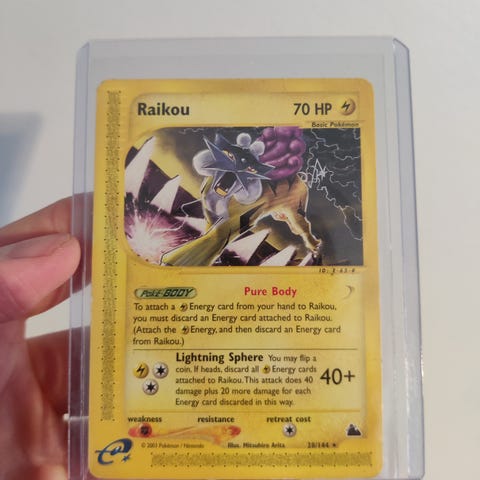 Raikou 70 HP
Basic Pokémon
Poké-BODY Pure Body
To attach a Energy card from your hand to Raikou,
you must discard an Energy card attached to Raikou.
(Attach the Energy, and then discard an Energy card
from Raikou.)
Lightning Sphere You may flip a
coin. If heads, discard all Energy cards
attached to Raikou. This attack does 40
damage plus 20 more damage for each
Energy card discarded in this way.
40+
weakness resistance retreat cost
© 2003 Pokémon / Nintendo Illus. Mitsuhiro Arita 28/144 ★
e